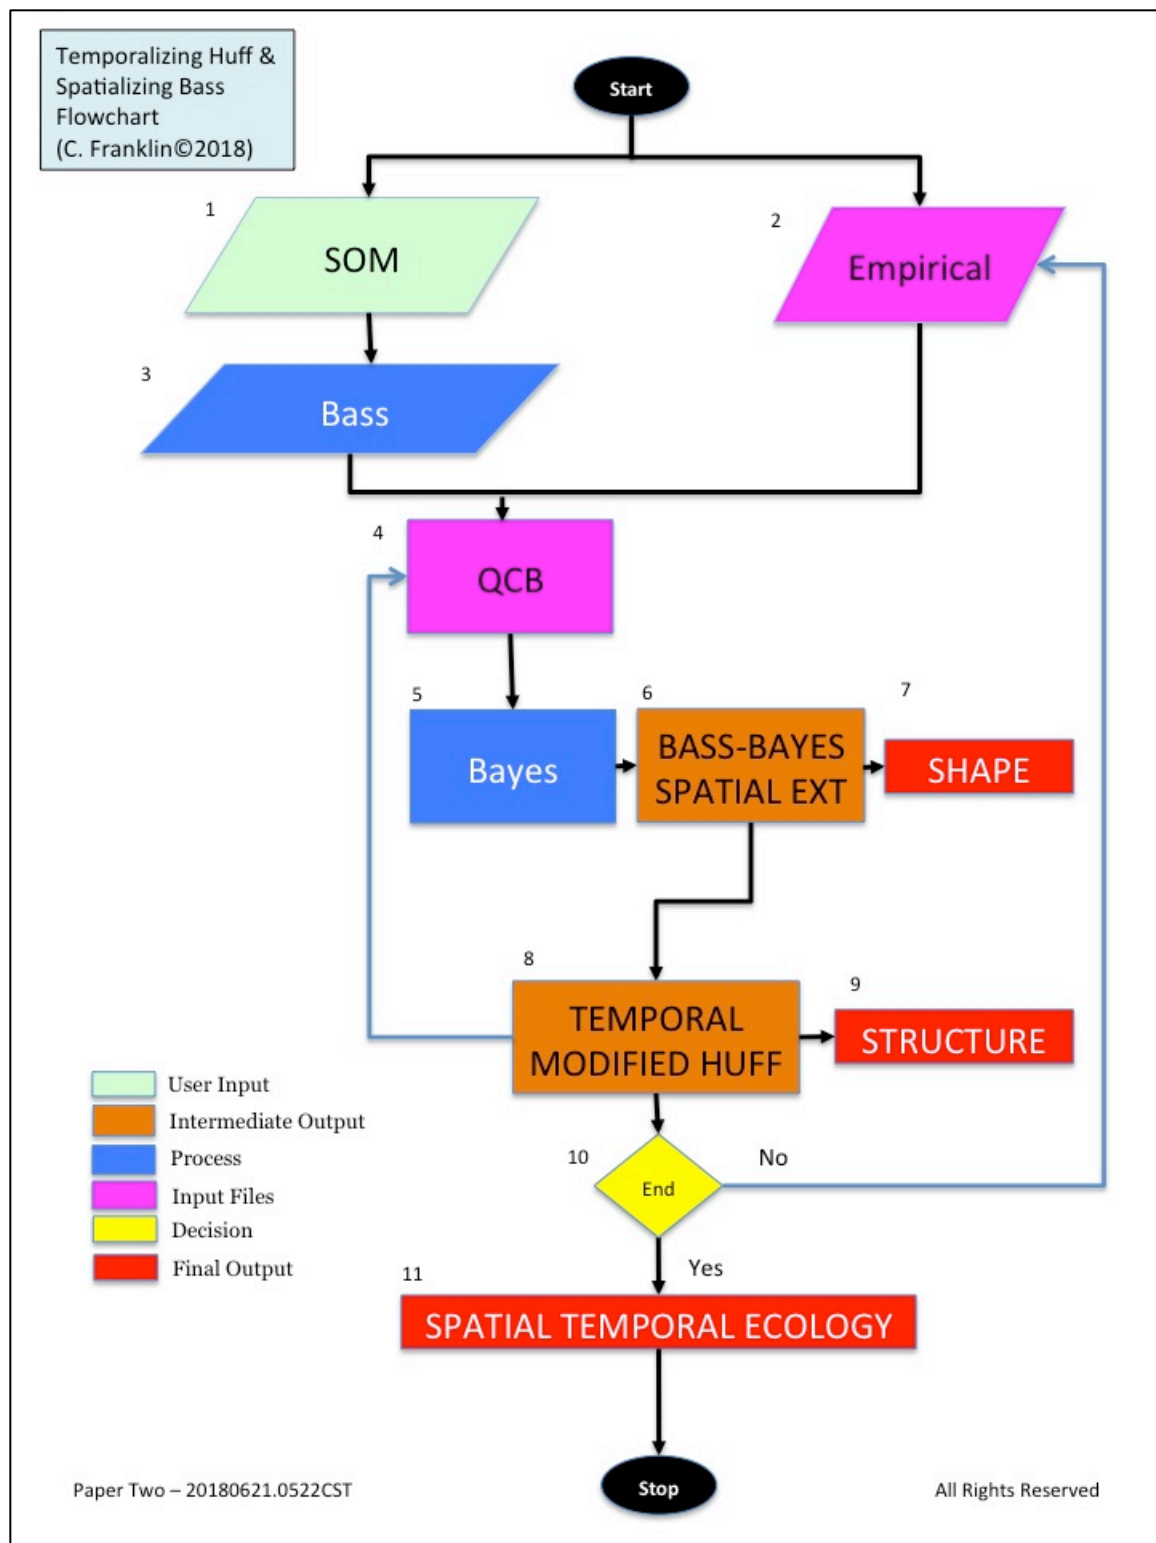 Temporalizing Huff &
Spatializing Bass
Flowchart
(C. Franklin©2018)
Start
1
SOM
2
Empirical
3
Bass
4
QCB
5
Bayes
6
BASS-BAYES
SPATIAL EXT
7
SHAPE
8
TEMPORAL
MODIFIED HUFF
9
STRUCTURE
10
End
No
Yes
11
SPATIAL TEMPORAL ECOLOGY
Stop
User Input
Intermediate Output
Process
Input Files
Decision
Final Output
Paper Two – 20180621.0522CST
All Rights Reserved